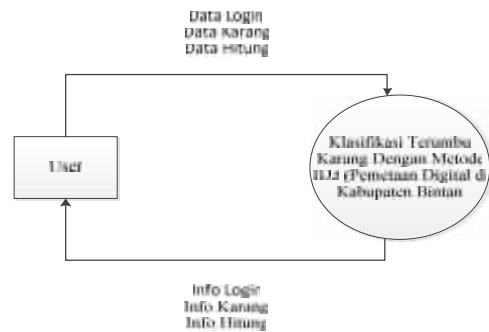 Data Login
Data Karang
Data Hitung
User
Klasifikasi Terumbu
Karang Dengan Metode
(Pemetaan Digital di
Kabupaten Bintan
Info Login
Info Karang
Info Hitung